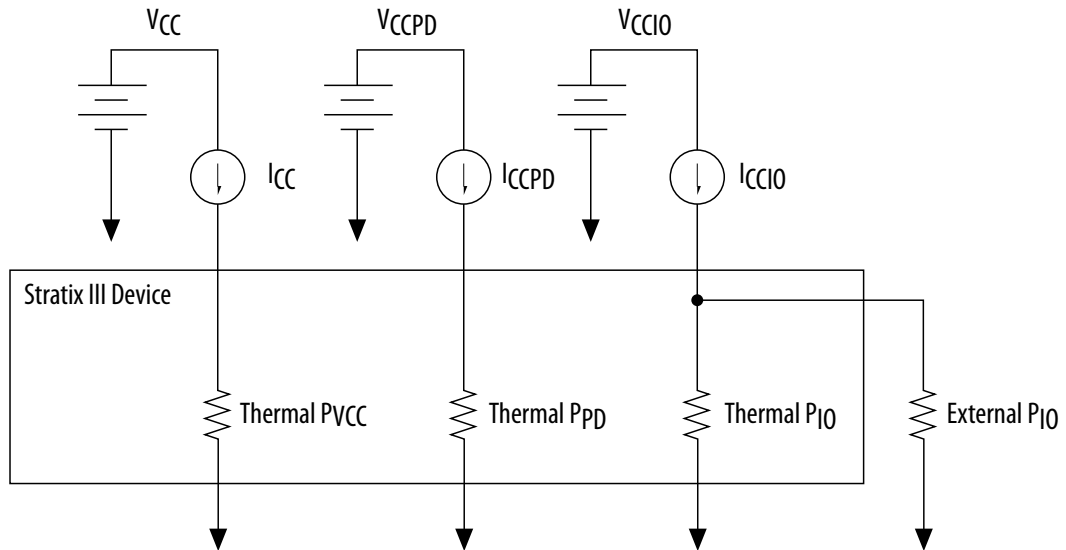 VCC
VCCPD
VCCIO
ICC
ICCPD
ICCIO
Stratix III Device
Thermal PVCC
Thermal PPD
Thermal PIO
External PIO